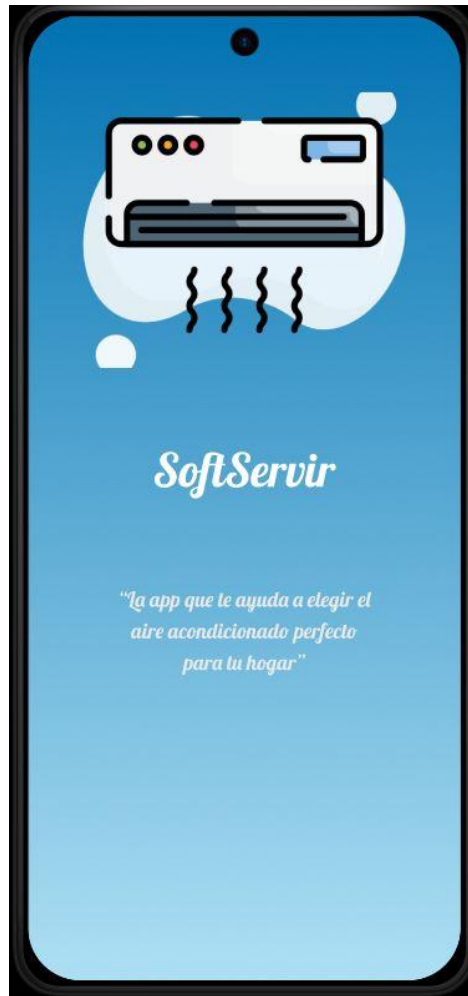 SoftServir
“La app que te ayuda a elegir el
aire acondicionado perfecto
para tu hogar”